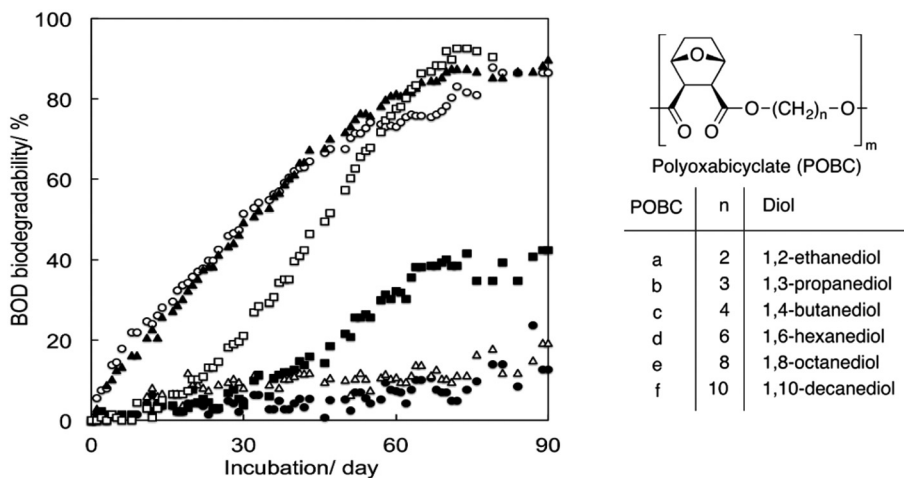 100
80
60
40
20
0
BOD biodegradability/ %
0 30 60 90
Incubation/ day
O
O O
O–(CH₂)ₙ–O
m
Polyoxabicyclate (POBC)
POBC n Diol
a 2 1,2-ethanediol
b 3 1,3-propanediol
c 4 1,4-butanediol
d 6 1,6-hexanediol
e 8 1,8-octanediol
f 10 1,10-decanediol